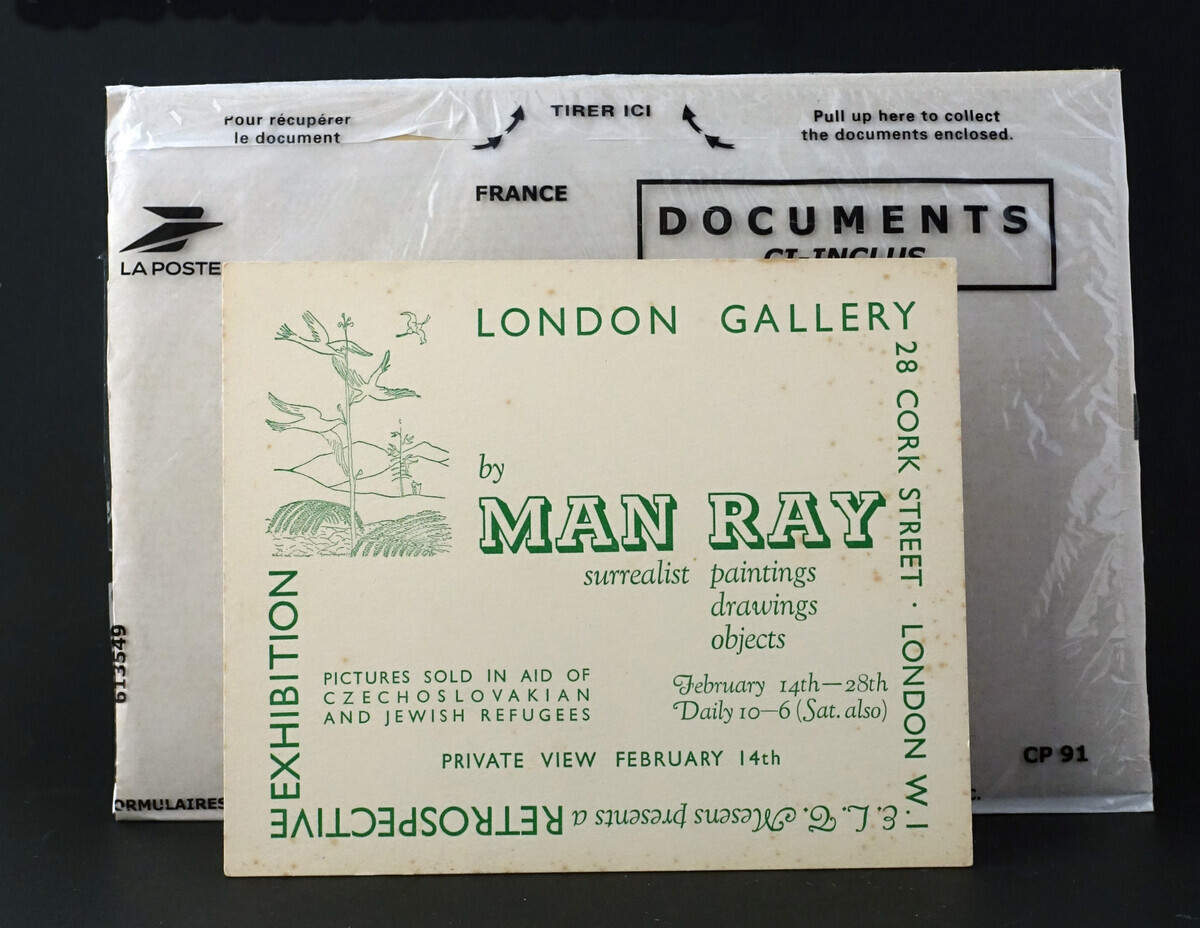 Pour récupérer
le document
TIRER ICI
Pull up here to collect
the documents enclosed.
FRANCE
DOCUMENTS
CI-INCLUS
LA POSTE
613549
CP 91
LONDON GALLERY
28 CORK STREET · LONDON W.1
E. L. T. Mesens presents a RETROSPECTIVE
EXHIBITION
by
MAN RAY
surrealist paintings
drawings
objects
PICTURES SOLD IN AID OF
CZECHOSLOVAKIAN
AND JEWISH REFUGEES
February 14th—28th
Daily 10—6 (Sat. also)
PRIVATE VIEW FEBRUARY 14th